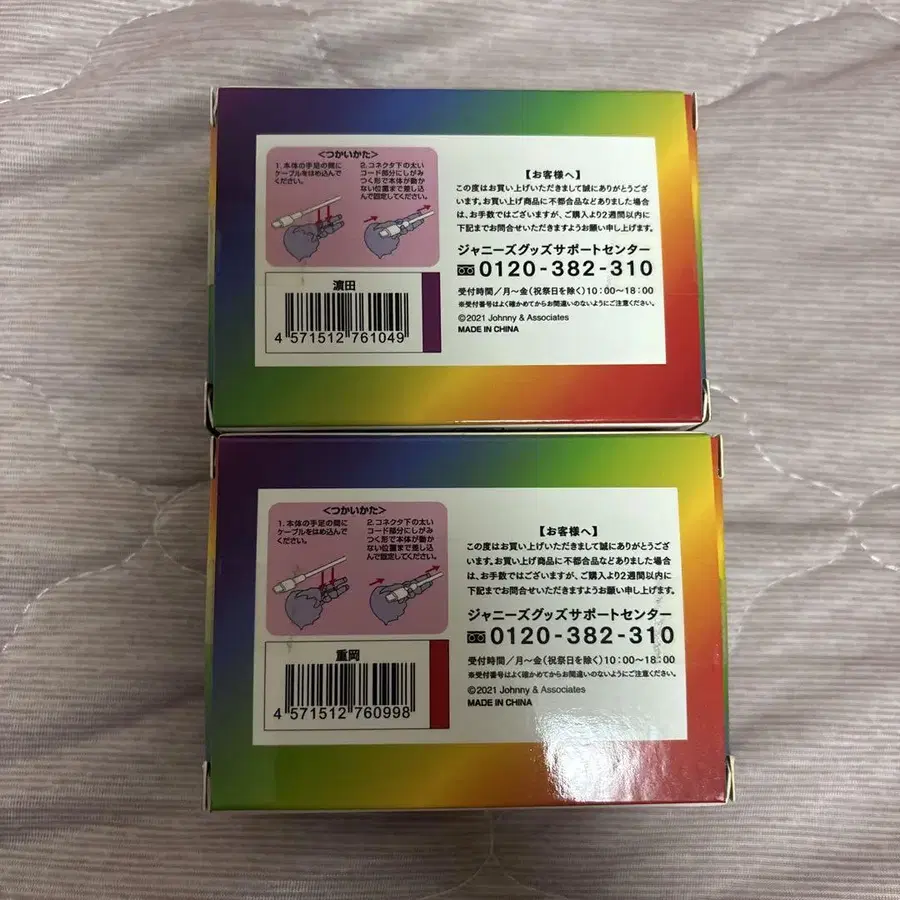 <つかいかた>
1.本体の手足の間に
ケーブルをはめ込んで
ください。
2.コネクタ下の太い
コード部分にしがみ
つく形で本体が動か
ない位置まで差し込
んで固定してください。
濵田
4 571512 761049
【お客様へ】
この度はお買い上げいただきまして誠にありがとうござ
います。お買い上げ商品に不都合品などありました場合
は、お手数ではございますが、ご購入より2週間以内に
下記までお問合せいただきますようお願い申し上げます。
ジャニーズグッズサポートセンター
0120-382-310
受付時間/月~金(祝祭日を除く)10:00~18:00
※受付番号はよく確かめてからお間違いのないようにご注意ください。
©2021 Johnny & Associates
MADE IN CHINA
<つかいかた>
1.本体の手足の間に
ケーブルをはめ込んで
ください。
2.コネクタ下の太い
コード部分にしがみ
つく形で本体が動か
ない位置まで差し込
んで固定してください。
重岡
4 571512 760998
【お客様へ】
この度はお買い上げいただきまして誠にありがとうござ
います。お買い上げ商品に不都合品などありました場合
は、お手数ではございますが、ご購入より2週間以内に
下記までお問合せいただきますようお願い申し上げます。
ジャニーズグッズサポートセンター
0120-382-310
受付時間/月~金(祝祭日を除く)10:00~18:00
※受付番号はよく確かめてからお間違いのないようにご注意ください。
©2021 Johnny & Associates
MADE IN CHINA